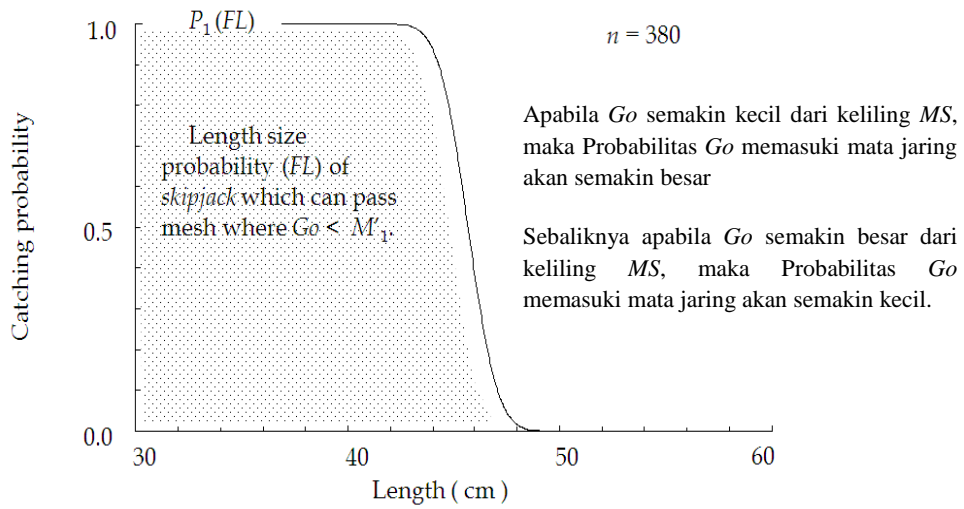 P₁ (FL)
n = 380
1.0
0.5
0.0
Catching probability
Length size
probability (FL) of
skipjack which can pass
mesh where Go < M'₁.
Apabila Go semakin kecil dari keliling MS,
maka Probabilitas Go memasuki mata jaring
akan semakin besar
Sebaliknya apabila Go semakin besar dari
keliling MS, maka Probabilitas Go
memasuki mata jaring akan semakin kecil.
30 40 50 60
Length ( cm )